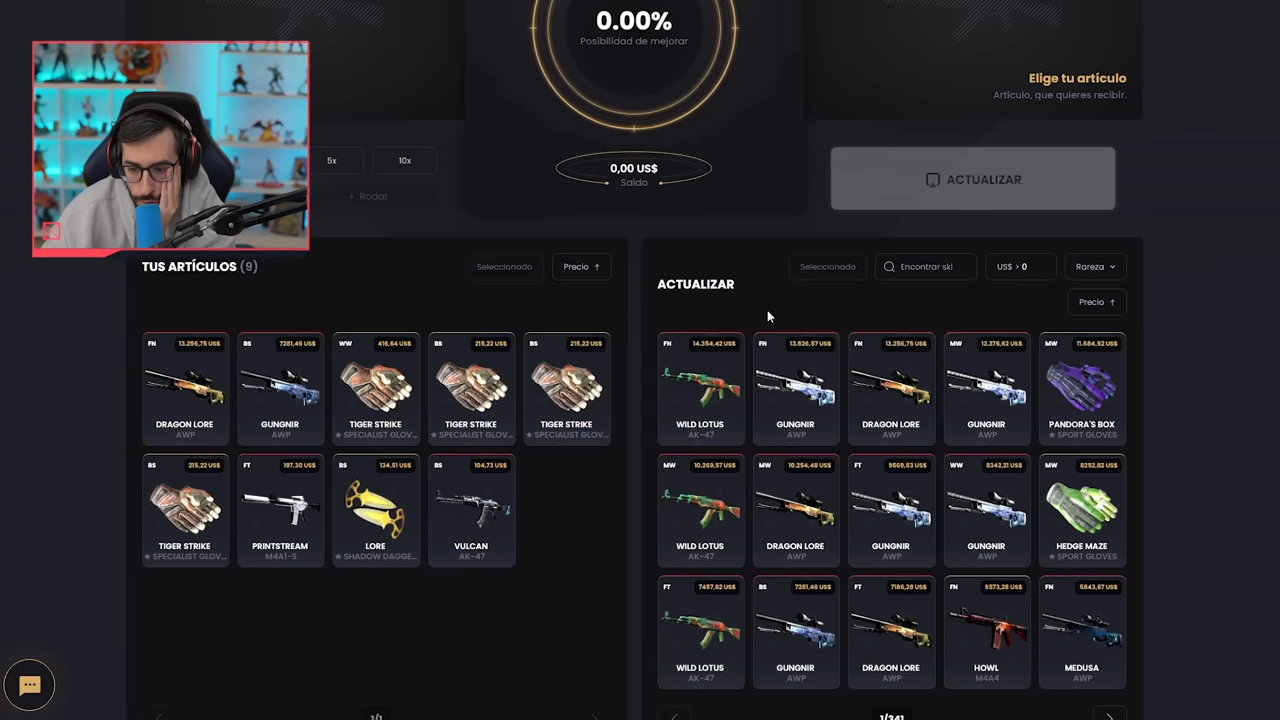 0.00%
Posibilidad de mejorar
Elige tu artículo
Artículo, que quieres recibir.
5x
10x
Rodar
0,00 US$
Saldo
ACTUALIZAR
TUS ARTÍCULOS (9)
Seleccionado
Precio ↑
ACTUALIZAR
Seleccionado
Encontrar ski
US$ > 0
Rareza
Precio ↑
FN 13.256,75 US$
DRAGON LORE
AWP
BS 7281,46 US$
GUNGNIR
AWP
WW 416,64 US$
TIGER STRIKE
★ SPECIALIST GLOV...
BS 215,22 US$
TIGER STRIKE
★ SPECIALIST GLOV...
BS 215,22 US$
TIGER STRIKE
★ SPECIALIST GLOV...
BS 215,22 US$
TIGER STRIKE
★ SPECIALIST GLOV...
FT 197,30 US$
PRINTSTREAM
M4A1-S
BS 134,51 US$
LORE
★ SHADOW DAGGE...
BS 104,73 US$
VULCAN
AK-47
1/1
FN 14.354,42 US$
WILD LOTUS
AK-47
FN 13.526,57 US$
GUNGNIR
AWP
FN 13.256,75 US$
DRAGON LORE
AWP
MW 12.376,62 US$
GUNGNIR
AWP
MW 11.684,52 US$
PANDORA'S BOX
★ SPORT GLOVES
MW 10.269,57 US$
WILD LOTUS
AK-47
MW 10.254,48 US$
DRAGON LORE
AWP
FT 9569,83 US$
GUNGNIR
AWP
WW 8342,21 US$
GUNGNIR
AWP
MW 8252,82 US$
HEDGE MAZE
★ SPORT GLOVES
FT 7457,62 US$
WILD LOTUS
AK-47
BS 7281,46 US$
GUNGNIR
AWP
FT 7186,28 US$
DRAGON LORE
AWP
FN 6573,28 US$
HOWL
M4A4
FN 5843,67 US$
MEDUSA
AWP
1/341